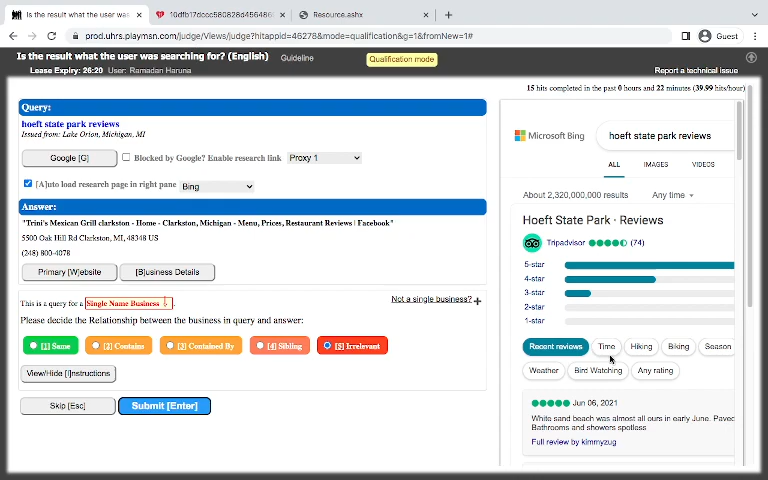 Is the result what the user was
10dfb17dccc580828d456486
Resource.ashx
prod.uhrs.playmsn.com/judge/Views/judge?hitappid=46278&mode=qualification&g=1&fromNew=1#
Guest
Is the result what the user was searching for? (English)
Guideline
Qualification mode
Lease Expiry: 26:20 User: Ramadan Haruna
Report a technical issue
15 hits completed in the past 0 hours and 22 minutes (39.99 hits/hour)
Query:
hoeft state park reviews
Issued from: Lake Orion, Michigan, MI
Google [G]
Blocked by Google? Enable research link
Proxy 1
[A]uto load research page in right pane
Bing
Answer:
"Trini's Mexican Grill clarkston - Home - Clarkston, Michigan - Menu, Prices, Restaurant Reviews | Facebook"
5500 Oak Hill Rd Clarkston, MI, 48348 US
(248) 800-4078
Primary [W]ebsite
[B]usiness Details
This is a query for a Single Name Business .
Not a single business? +
Please decide the Relationship between the business in query and answer:
[1] Same
[2] Contains
[3] Contained By
[4] Sibling
[5] Irrelevant
View/Hide [I]nstructions
Skip [Esc]
Submit [Enter]
Microsoft Bing
hoeft state park reviews
ALL
IMAGES
VIDEOS
About 2,320,000,000 results
Any time
Hoeft State Park · Reviews
Tripadvisor (74)
5-star
4-star
3-star
2-star
1-star
Recent reviews
Time
Hiking
Biking
Season
Weather
Bird Watching
Any rating
Jun 06, 2021
White sand beach was almost all ours in early June. Paved
Bathrooms and showers spotless
Full review by kimmyzug